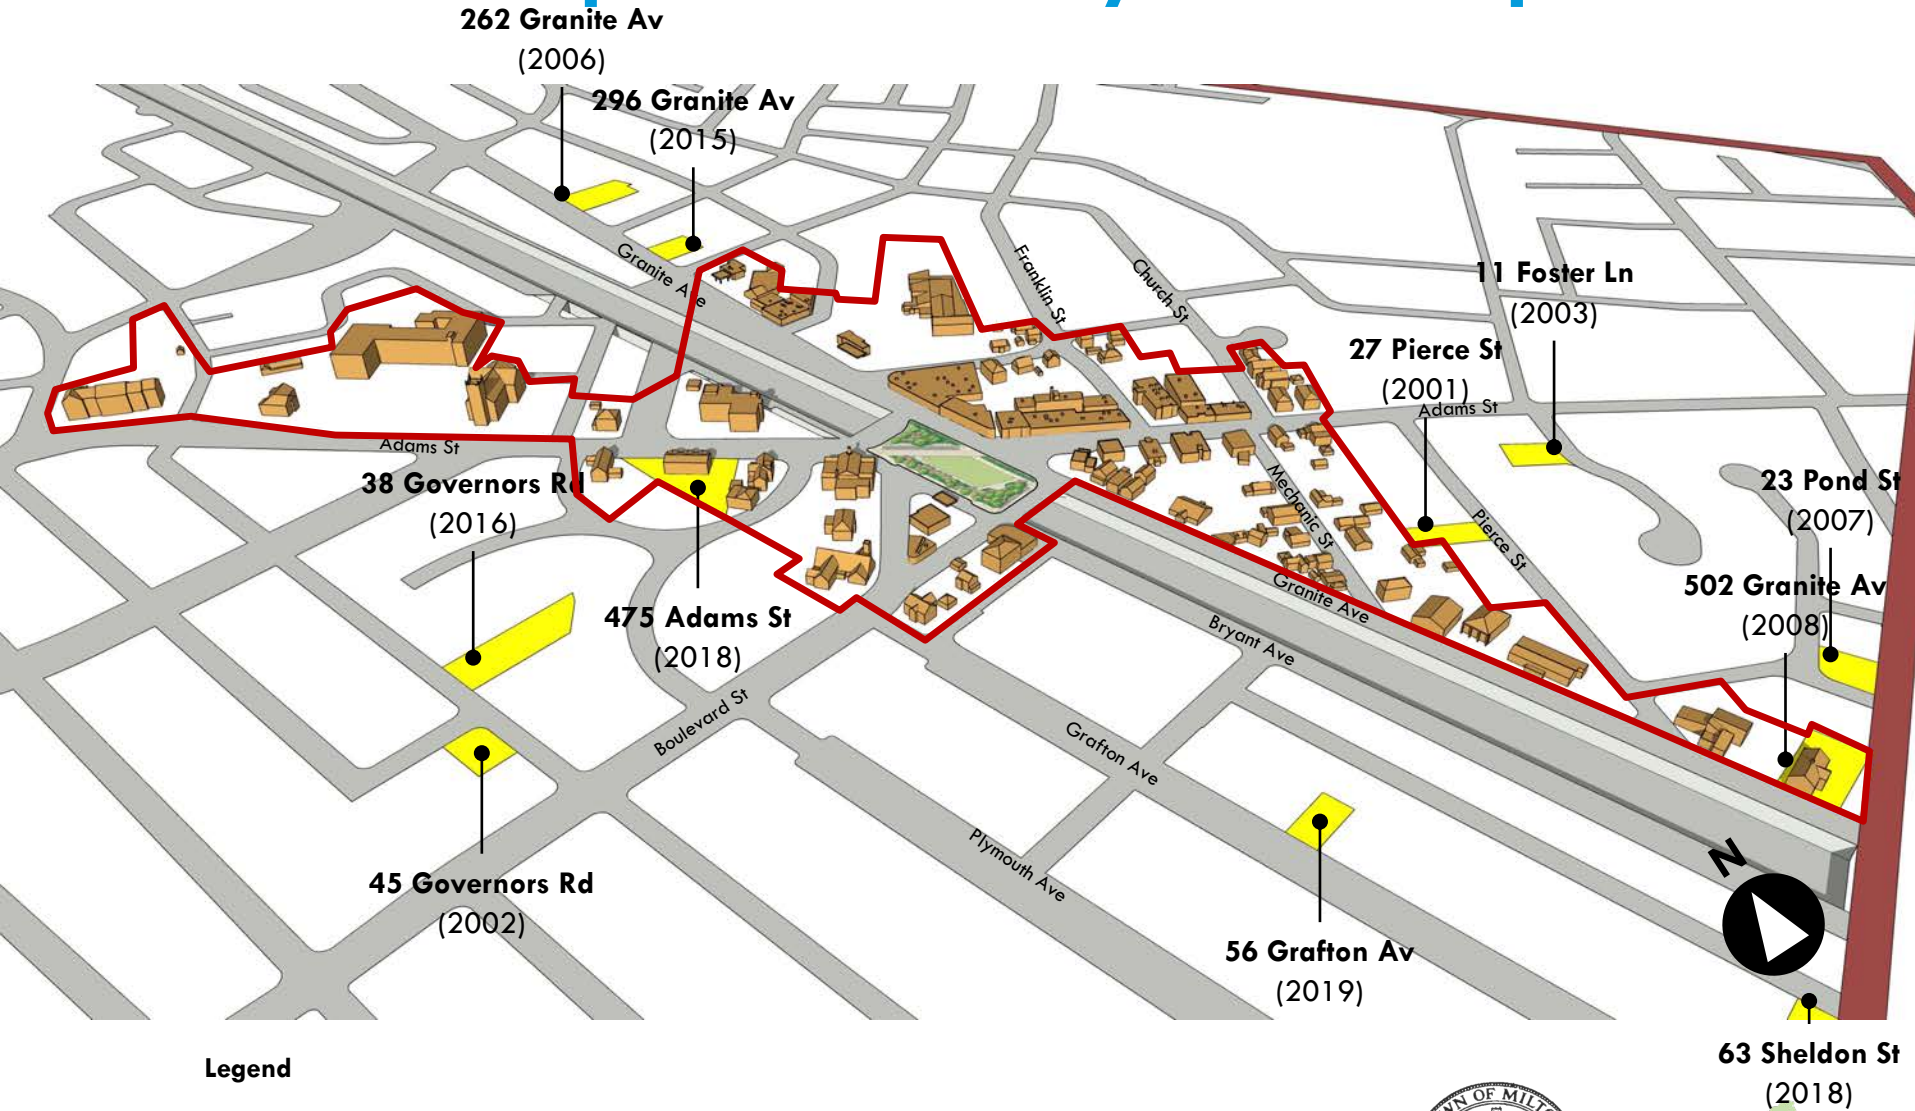 262 Granite Av
(2006)
296 Granite Av
(2015)
Granite Ave
Franklin St
Church St
11 Foster Ln
(2003)
27 Pierce St
(2001)
Adams St
Adams St
38 Governors Rd
(2016)
23 Pond St
(2007)
Mechanic St
Pierce St
502 Granite Av
(2008)
475 Adams St
(2018)
Granite Ave
Bryant Ave
Boulevard St
Grafton Ave
Plymouth Ave
45 Governors Rd
(2002)
56 Grafton Av
(2019)
N
63 Sheldon St
(2018)
Legend